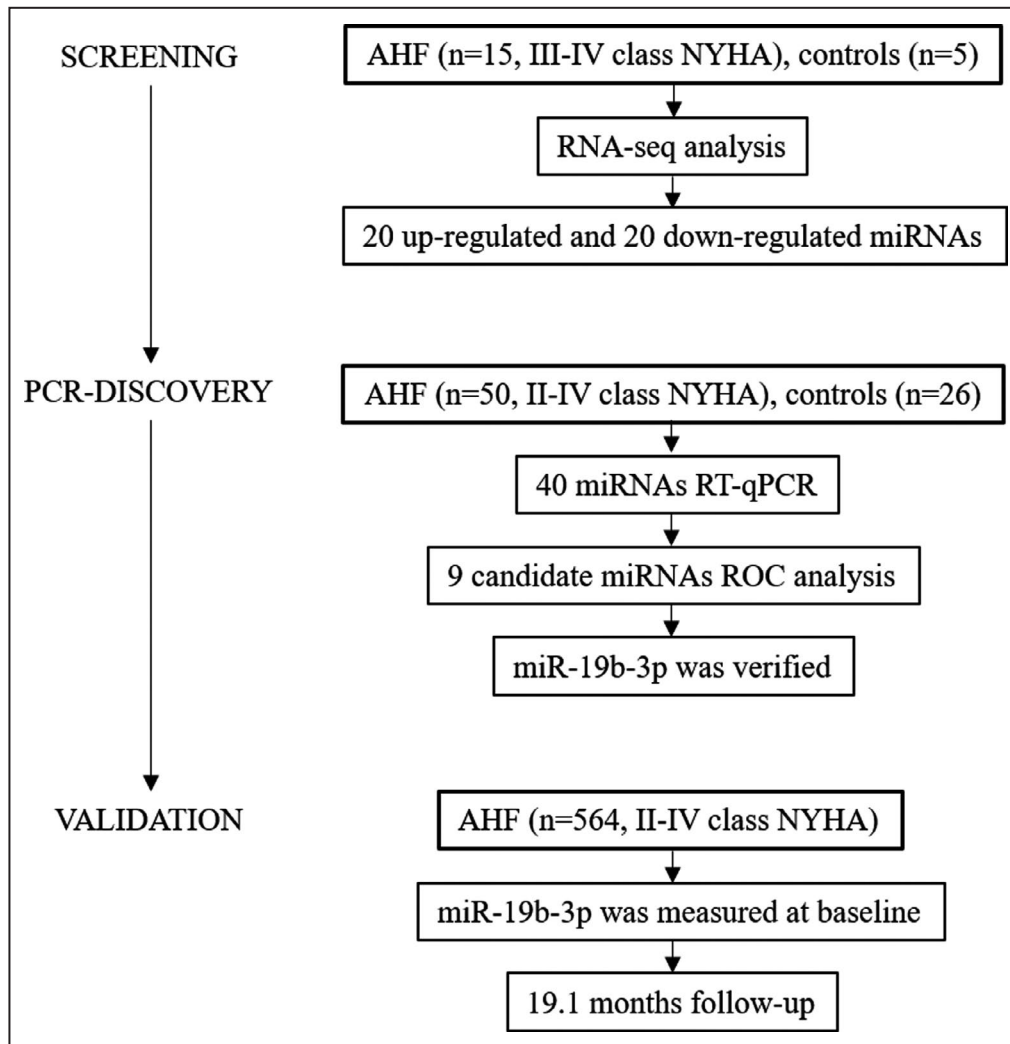 SCREENING
AHF (n=15, III-IV class NYHA), controls (n=5)
RNA-seq analysis
20 up-regulated and 20 down-regulated miRNAs
PCR-DISCOVERY
AHF (n=50, II-IV class NYHA), controls (n=26)
40 miRNAs RT-qPCR
9 candidate miRNAs ROC analysis
miR-19b-3p was verified
VALIDATION
AHF (n=564, II-IV class NYHA)
miR-19b-3p was measured at baseline
19.1 months follow-up